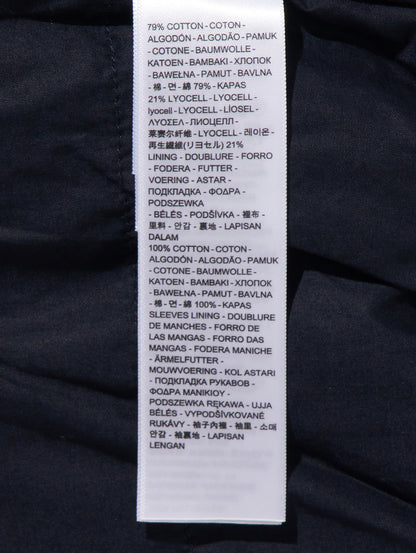 79% COTTON - COTON -
ALGODÓN - ALGODÃO - PAMUK
- COTONE - BAUMWOLLE -
KATOEN - BAMBAKI - ХЛОПОК
- BAWEŁNA - PAMUT - BAVLNA
- 棉 - 면 - 綿 79% - KAPAS
21% LYOCELL - LYOCELL -
lyocell - LYOCELL - LİOSEL -
ΛΥΟΣΕΛ - ЛИОЦЕЛЛ -
莱赛尔纤维 - LYOCELL - 레이온 -
再生繊維(リヨセル) 21%
LINING - DOUBLURE - FORRO
- FODERA - FUTTER -
VOERING - ASTAR -
ПОДКЛАДКА - ΦΟΔΡΑ -
PODSZEWKA
- BÉLÉS - PODŠÍVKA - 裡布 -
里料 - 안감 - 裏地 - LAPISAN
DALAM
100% COTTON - COTON -
ALGODÓN - ALGODÃO - PAMUK
- COTONE - BAUMWOLLE -
KATOEN - BAMBAKI - ХЛОПОК
- BAWEŁNA - PAMUT - BAVLNA
- 棉 - 면 - 綿 100% - KAPAS
SLEEVES LINING - DOUBLURE
DE MANCHES - FORRO DE
LAS MANGAS - FORRO DAS
MANGAS - FODERA MANICHE
- ÄRMELFUTTER -
MOUWVOERING - KOL ASTARI
- ПОДКЛАДКА РУКАВОВ -
ΦΟΔΡΑ ΜΑΝΙΚΙΟΥ -
PODSZEWKA RĘKAWA - UJJA
BÉLÉS - VYPODŠÍVKOVANÉ
RUKÁVY - 袖子內裡 - 袖里 - 소매
안감 - 袖裏地 - LAPISAN
LENGAN